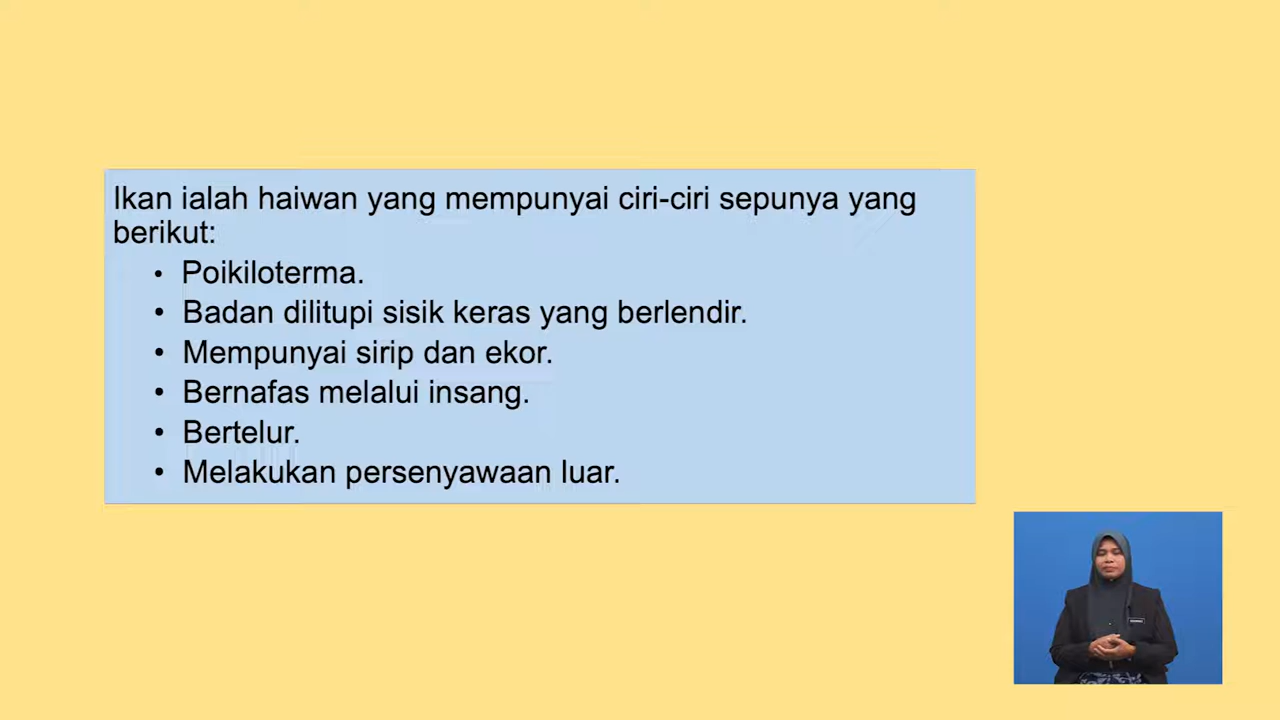 Ikan ialah haiwan yang mempunyai ciri-ciri sepunya yang
berikut:
• Poikiloterma.
• Badan dilitupi sisik keras yang berlendir.
• Mempunyai sirip dan ekor.
• Bernafas melalui insang.
• Bertelur.
• Melakukan persenyawaan luar.